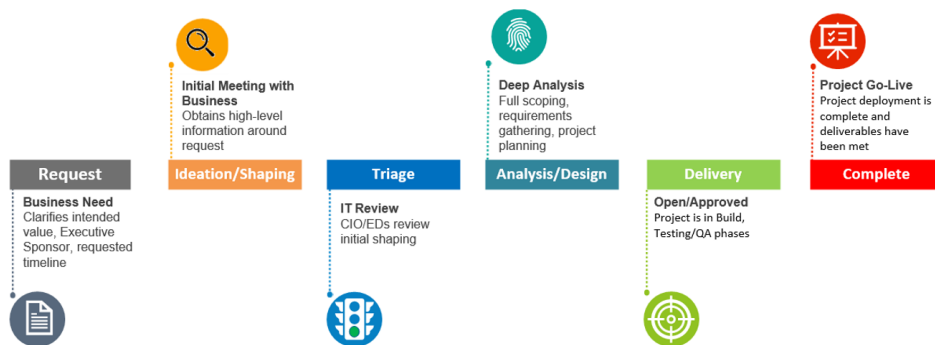 Initial Meeting with
Business
Obtains high-level
information around
request
Deep Analysis
Full scoping,
requirements
gathering, project
planning
Project Go-Live
Project deployment is
complete and
deliverables have
been met
Request
Ideation/Shaping
Triage
Analysis/Design
Delivery
Complete
Business Need
Clarifies intended
value, Executive
Sponsor, requested
timeline
IT Review
CIO/EDs review
initial shaping
Open/Approved
Project is in Build,
Testing/QA phases